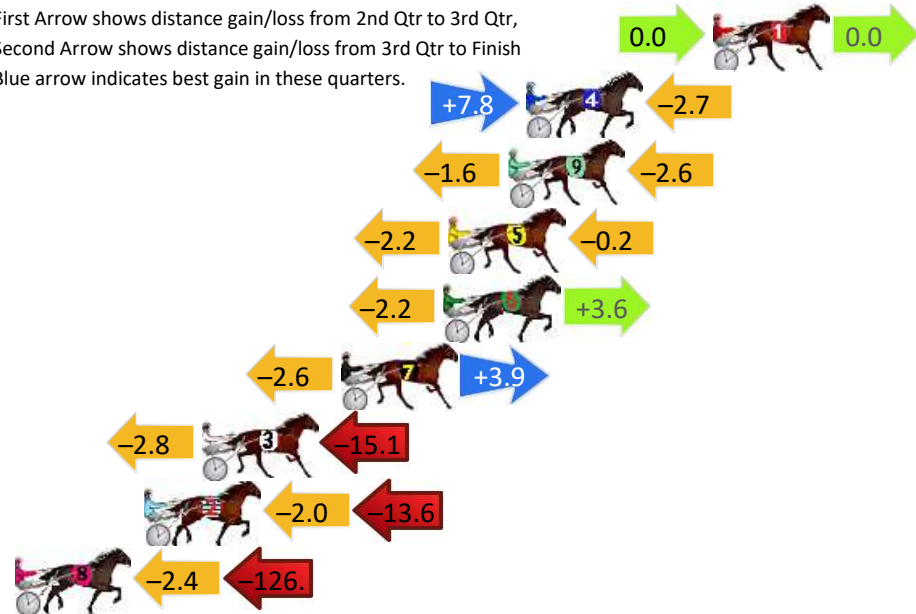 First Arrow shows distance gain/loss from 2nd Qtr to 3rd Qtr,
Second Arrow shows distance gain/loss from 3rd Qtr to Finish
Blue arrow indicates best gain in these quarters.
0.0 1 0.0
+7.8 4 –2.7
–1.6 9 –2.6
–2.2 5 –0.2
–2.2 6 +3.6
–2.6 7 +3.9
–2.8 3 –15.1
2 –2.0 –13.6
8 –2.4 –126.